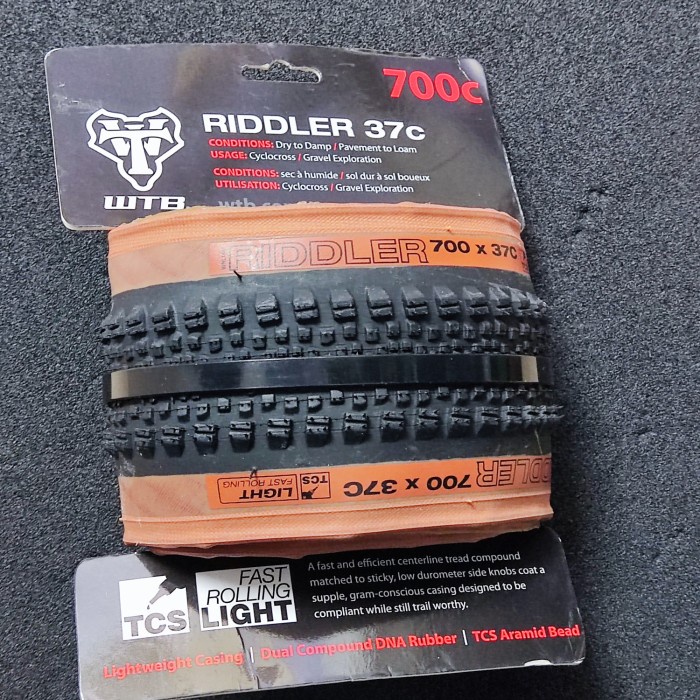 700c
RIDDLER 37c
CONDITIONS: Dry to Damp / Pavement to Loam
USAGE: Cyclocross / Gravel Exploration
CONDITIONS: sec à humide / sol dur à sol boueux
UTILISATION: Cyclocross / Gravel Exploration
WTB
RIDDLER 700 x 37C
RIDDLER 700 x 37C
TCS LIGHT
FAST ROLLING
TCS
FAST
ROLLING
LIGHT
A fast and efficient centerline tread compound
matched to sticky, low durometer side knobs coat a
supple, gram-conscious casing designed to be
compliant while still trail worthy.
Lightweight Casing | Dual Compound DNA Rubber | TCS Aramid Bead